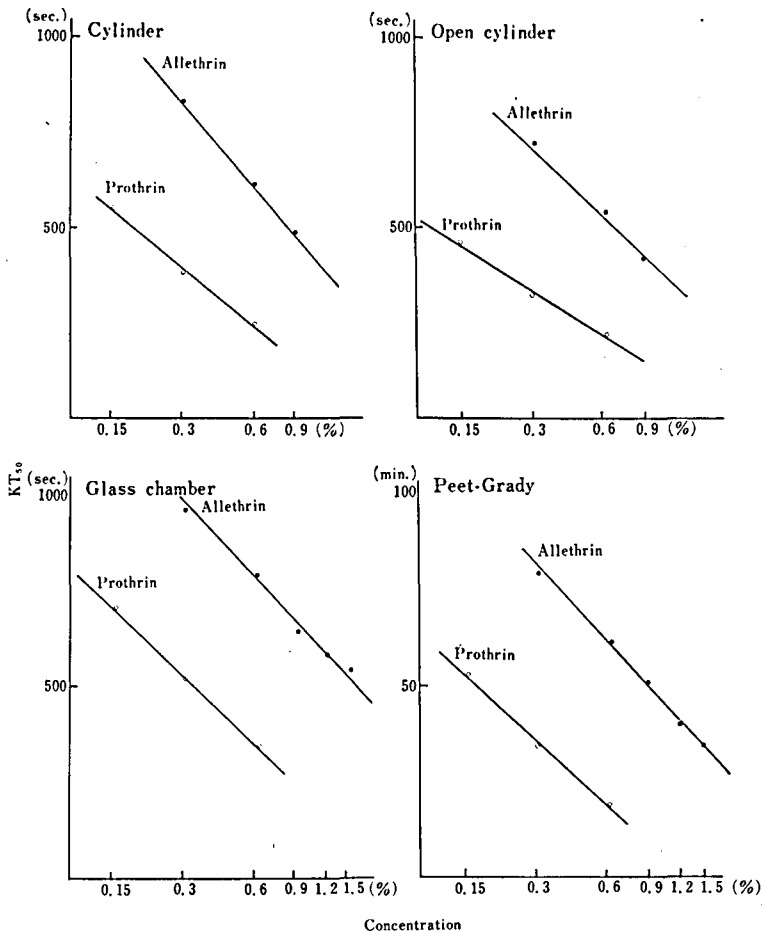 (sec.)
1000
Cylinder
Allethrin
Prothrin
500
0.15 0.3 0.6 0.9 (%)
(sec.)
1000
Open cylinder
Allethrin
Prothrin
500
0.15 0.3 0.6 0.9 (%)
KT50
(sec.)
1000
Glass chamber
Allethrin
Prothrin
500
0.15 0.3 0.6 0.9 1.2 1.5 (%)
(min.)
100
Peet-Grady
Allethrin
Prothrin
50
0.15 0.3 0.6 0.9 1.2 1.5 (%)
Concentration